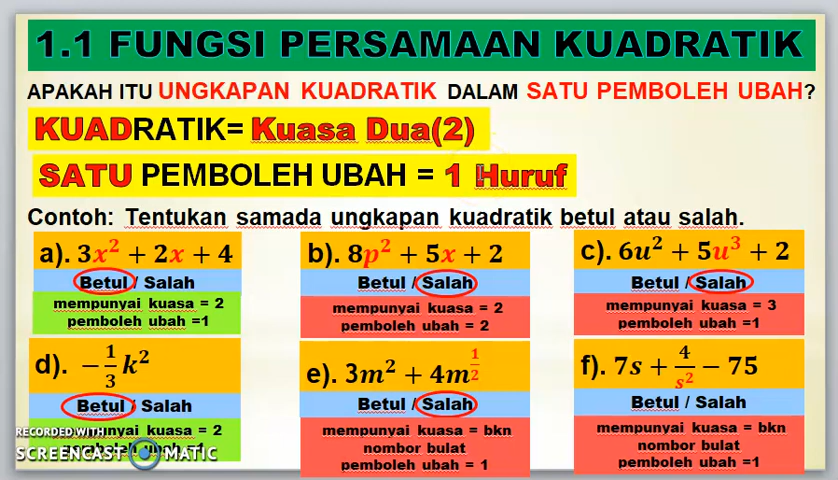 1.1 FUNGSI PERSAMAAN KUADRATIK
APAKAH ITU UNGKAPAN KUADRATIK DALAM SATU PEMBOLEH UBAH?
KUADRATIK= Kuasa Dua(2)
SATU PEMBOLEH UBAH = 1 Huruf
Contoh: Tentukan samada ungkapan kuadratik betul atau salah.
a). 3x² + 2x + 4
Betul / Salah
mempunyai kuasa = 2
pemboleh ubah =1
b). 8p² + 5x + 2
Betul / Salah
mempunyai kuasa = 2
pemboleh ubah = 2
c). 6u² + 5u³ + 2
Betul / Salah
mempunyai kuasa = 3
pemboleh ubah =1
d). −1/3 k²
Betul / Salah
kuasa = 2
e). 3m² + 4m^(1/2)
Betul / Salah
mempunyai kuasa = bkn
nombor bulat
pemboleh ubah = 1
f). 7s + 4/s² − 75
Betul / Salah
mempunyai kuasa = bkn
nombor bulat
pemboleh ubah =1
RECORDED WITH
SCREENCAST MATIC